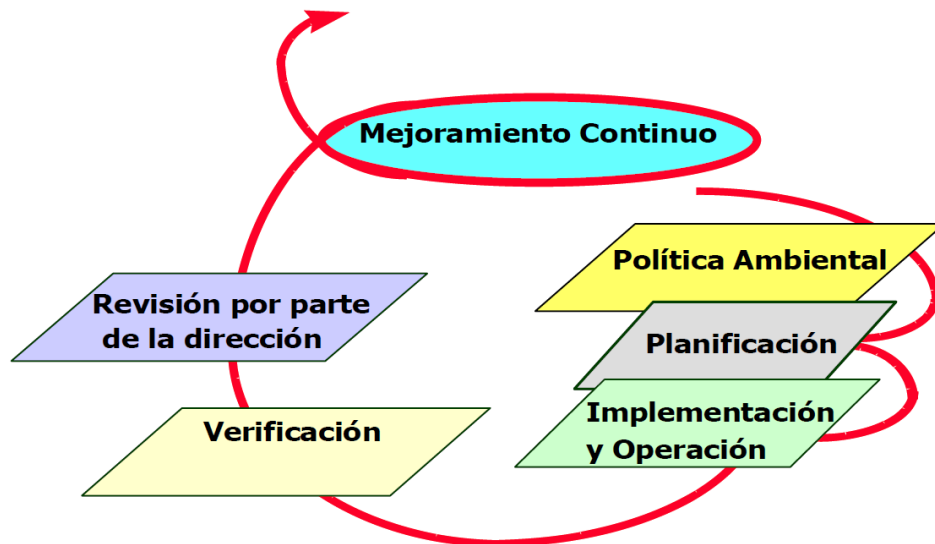 Mejoramiento Continuo
Política Ambiental
Planificación
Implementación
y Operación
Verificación
Revisión por parte
de la dirección